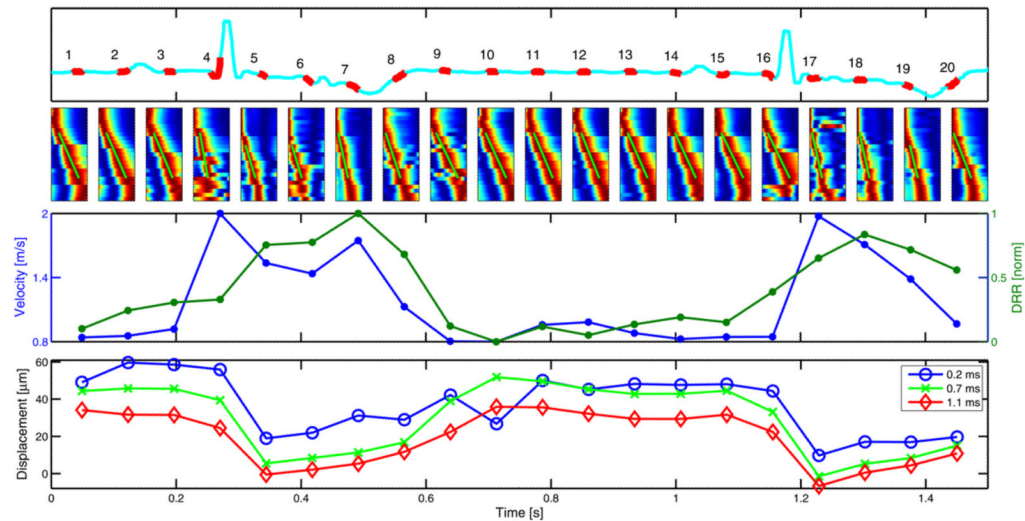 1 2 3 4 5 6 7 8 9 10 11 12 13 14 15 16 17 18 19 20
Velocity [m/s]
2
1.4
0.8
1
0.5
0
DRR [norm]
Displacement [μm]
60
40
20
0
0.2 ms
0.7 ms
1.1 ms
0 0.2 0.4 0.6 0.8 1 1.2 1.4
Time [s]